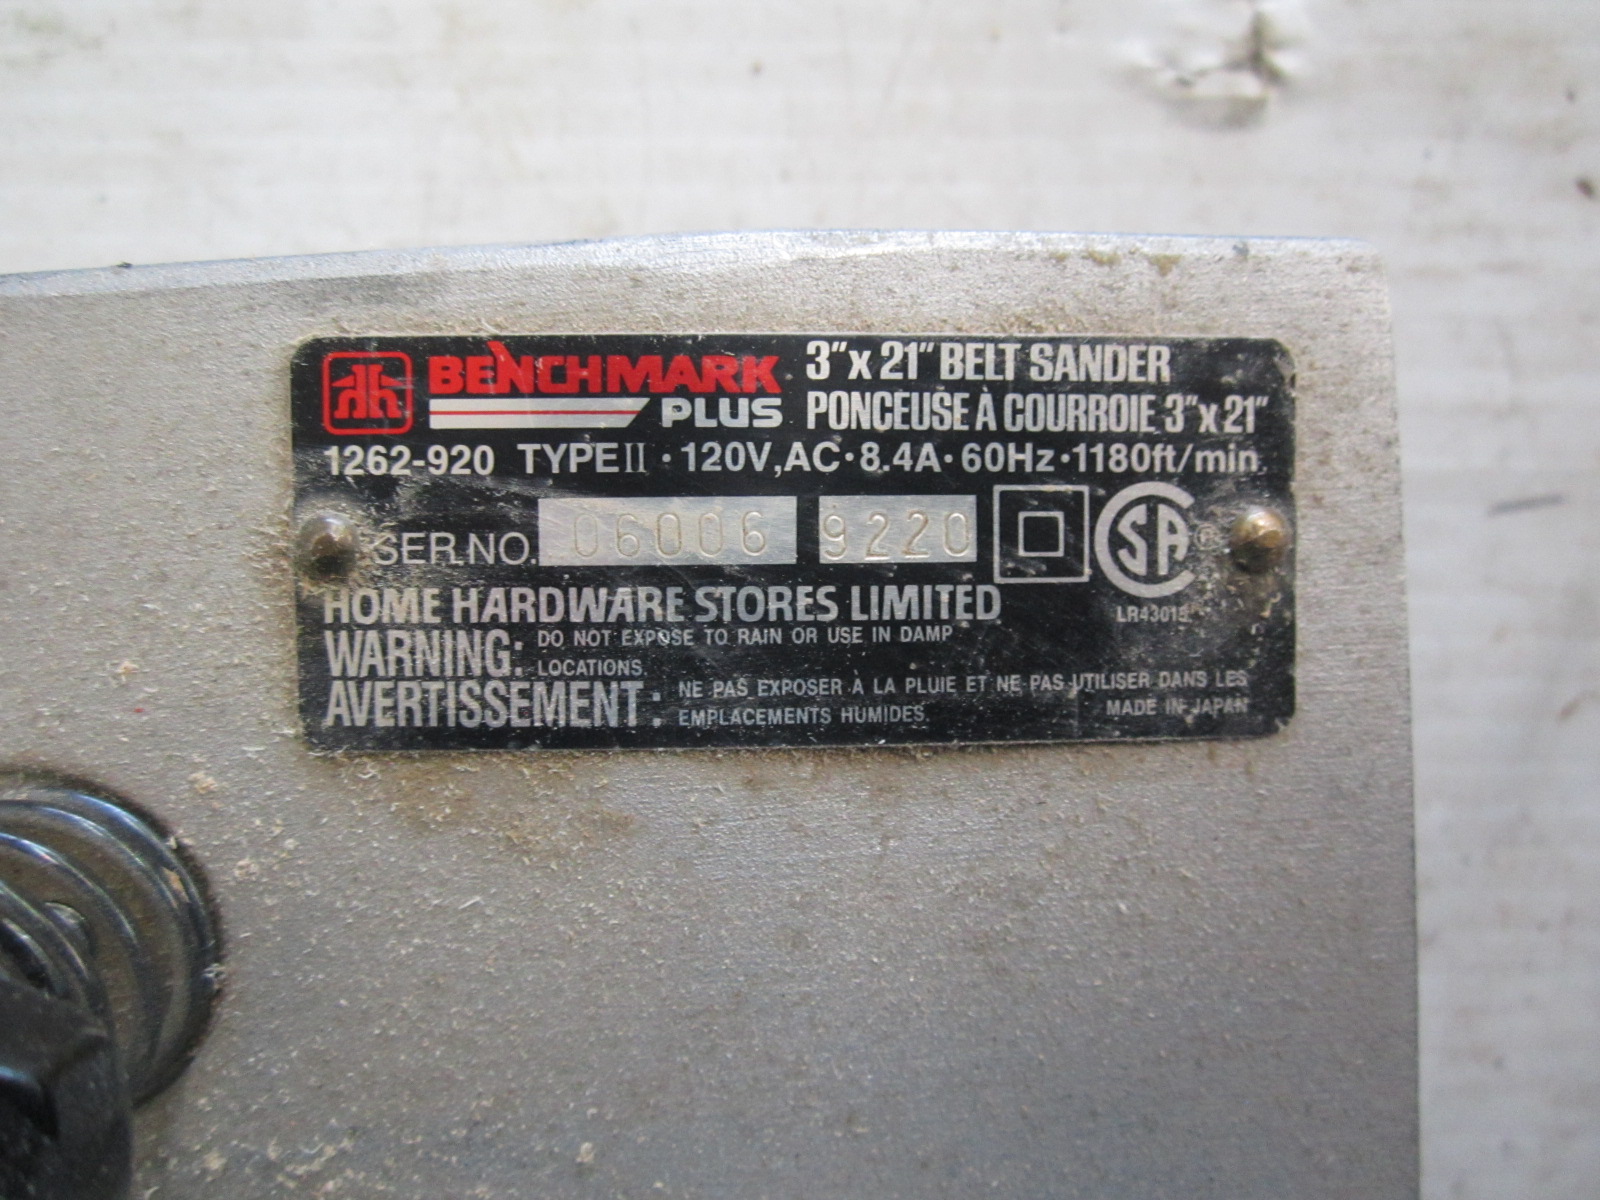 BENCHMARK PLUS
3"x 21" BELT SANDER
PONCEUSE À COURROIE 3"x 21"
1262-920 TYPE II · 120V,AC · 8.4A · 60Hz · 1180ft/min.
SER.NO. 06006 9220
HOME HARDWARE STORES LIMITED
WARNING: DO NOT EXPOSE TO RAIN OR USE IN DAMP
LOCATIONS.
AVERTISSEMENT: NE PAS EXPOSER À LA PLUIE ET NE PAS UTILISER DANS LES
EMPLACEMENTS HUMIDES.
MADE IN JAPAN
SA ®